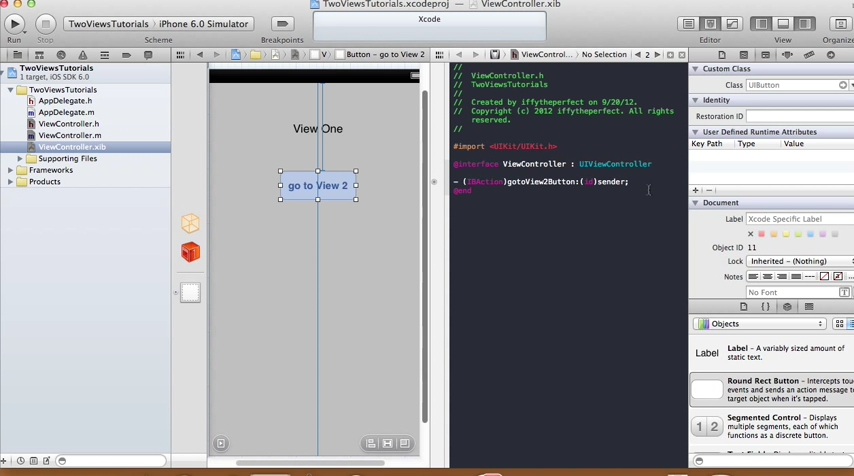 TwoViewsTutorials.xcodeproj — ViewController.xib
Xcode
TwoViewsTutorials › iPhone 6.0 Simulator
Run
Scheme
Breakpoints
Editor
View
Organize
V
Button - go to View 2
ViewControl...
No Selection
2
TwoViewsTutorials
1 target, iOS SDK 6.0
TwoViewsTutorials
AppDelegate.h
AppDelegate.m
ViewController.h
ViewController.m
ViewController.xib
Supporting Files
Frameworks
Products
View One
go to View 2
//
// ViewController.h
// TwoViewsTutorials
//
// Created by iffytheperfect on 9/20/12.
// Copyright (c) 2012 iffytheperfect. All rights
reserved.
//
#import <UIKit/UIKit.h>
@interface ViewController : UIViewController
- (IBAction)gotoView2Button:(id)sender;
@end
Custom Class
Class UIButton
Identity
Restoration ID
User Defined Runtime Attributes
Key Path Type Value
Document
Label Xcode Specific Label
Object ID 11
Lock Inherited - (Nothing)
Notes
No Font
Objects
Label
Label - A variably sized amount of
static text.
Round Rect Button - Intercepts touch
events and sends an action message to
target object when it's tapped.
1 2
Segmented Control - Displays
multiple segments, each of which
functions as a discrete button.